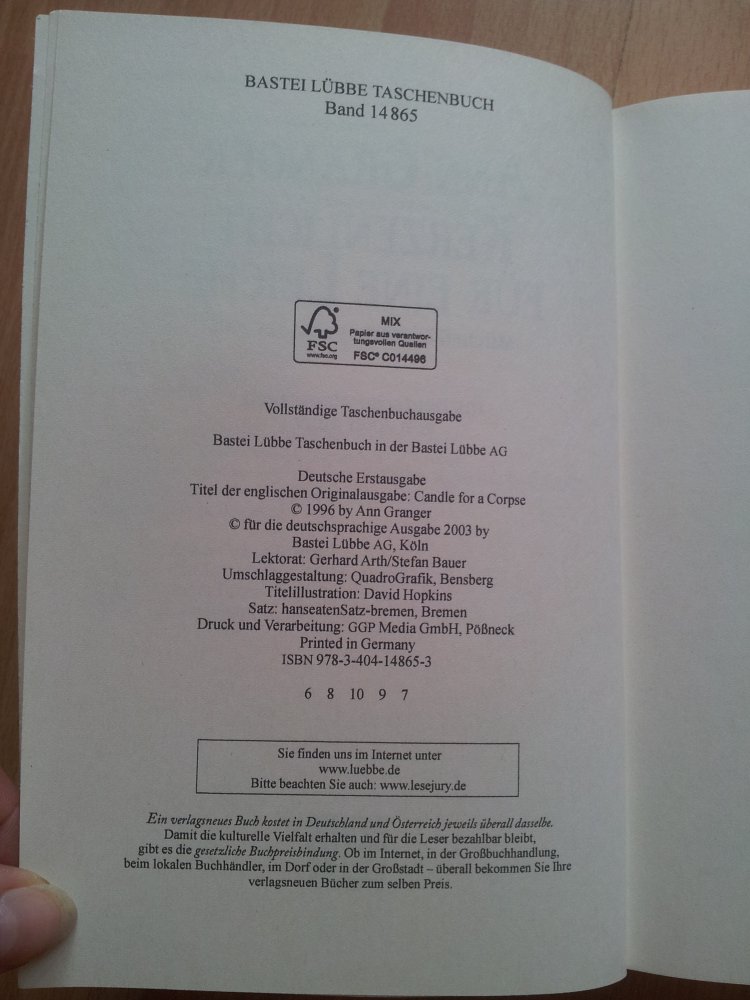 BASTEI LÜBBE TASCHENBUCH
Band 14 865
FSC
www.fsc.org
MIX
Papier aus verantwor-
tungsvollen Quellen
FSC® C014496
Vollständige Taschenbuchausgabe
Bastei Lübbe Taschenbuch in der Bastei Lübbe AG
Deutsche Erstausgabe
Titel der englischen Originalausgabe: Candle for a Corpse
© 1996 by Ann Granger
© für die deutschsprachige Ausgabe 2003 by
Bastei Lübbe AG, Köln
Lektorat: Gerhard Arth/Stefan Bauer
Umschlaggestaltung: QuadroGrafik, Bensberg
Titelillustration: David Hopkins
Satz: hanseatenSatz-bremen, Bremen
Druck und Verarbeitung: GGP Media GmbH, Pößneck
Printed in Germany
ISBN 978-3-404-14865-3
6 8 10 9 7
Sie finden uns im Internet unter
www.luebbe.de
Bitte beachten Sie auch: www.lesejury.de
Ein verlagsneues Buch kostet in Deutschland und Österreich jeweils überall dasselbe.
Damit die kulturelle Vielfalt erhalten und für die Leser bezahlbar bleibt,
gibt es die gesetzliche Buchpreisbindung. Ob im Internet, in der Großbuchhandlung,
beim lokalen Buchhändler, im Dorf oder in der Großstadt – überall bekommen Sie Ihre
verlagsneuen Bücher zum selben Preis.